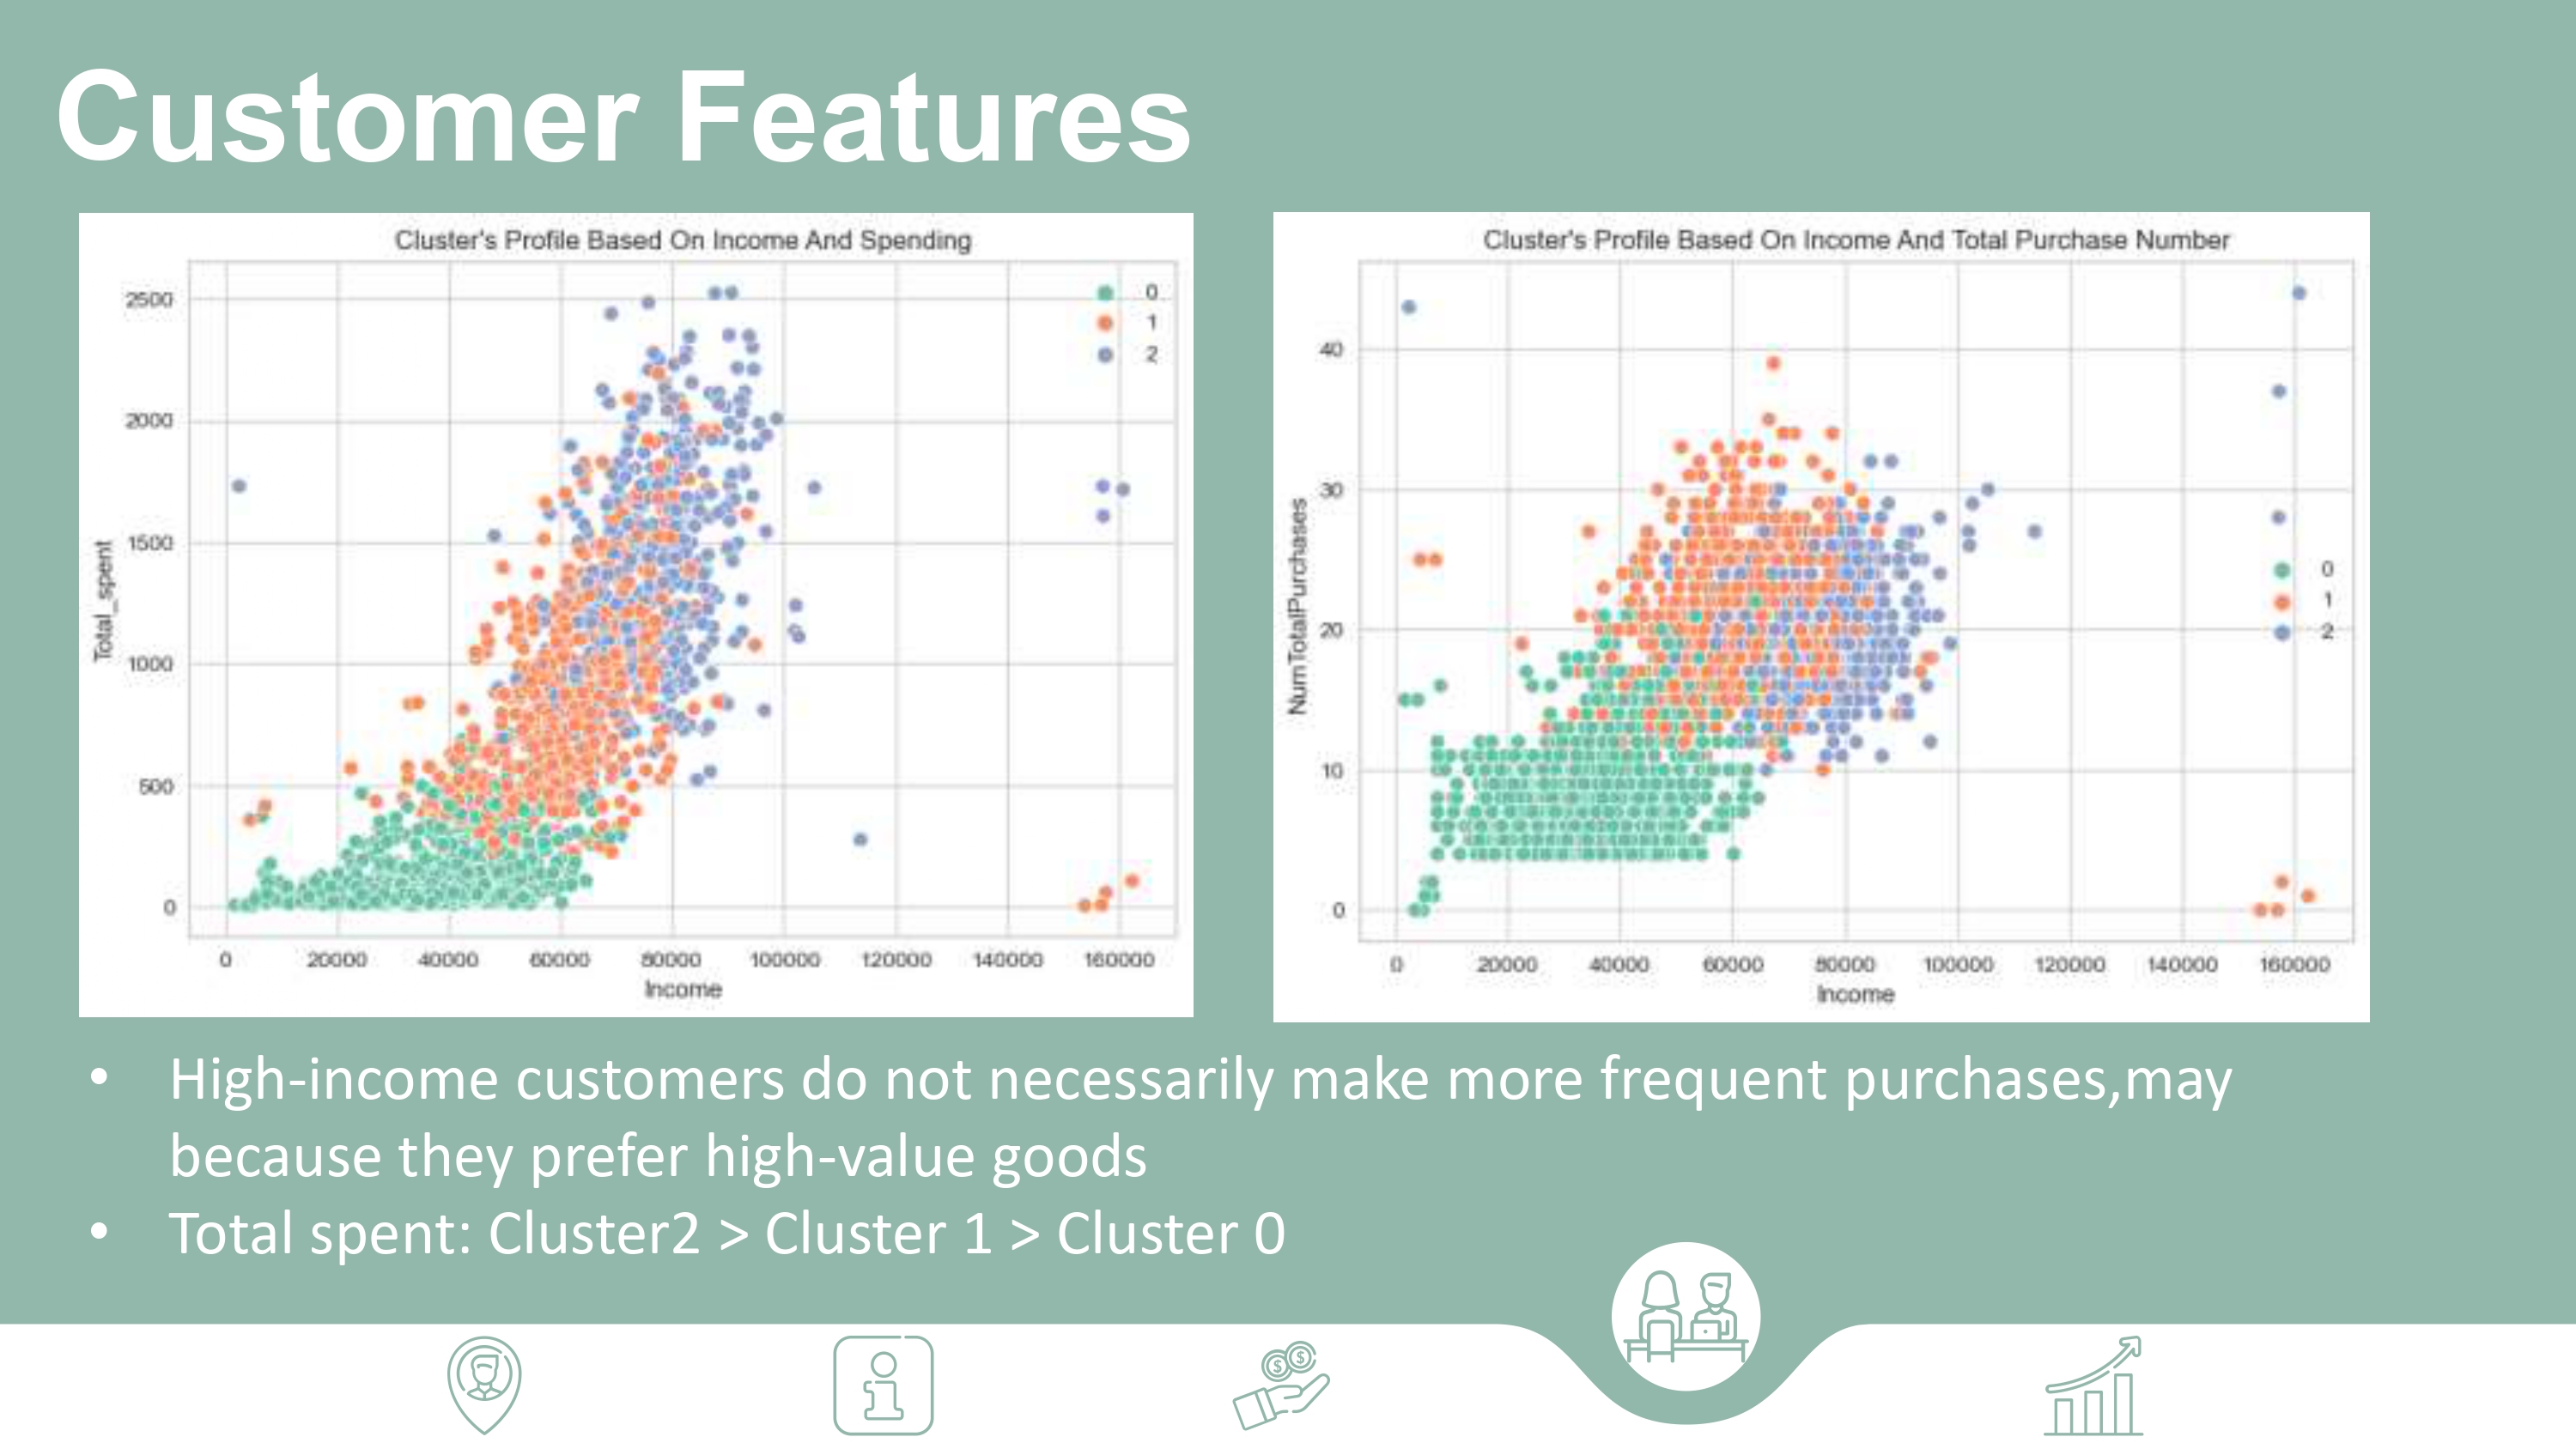 Customer Features
Cluster's Profile Based On Income And Spending
0
1
2
2500
2000
1500
1000
500
0
Total_spent
0 20000 40000 60000 80000 100000 120000 140000 160000
Income
Cluster's Profile Based On Income And Total Purchase Number
40
30
20
10
0
NumTotalPurchases
0
1
2
0 20000 40000 60000 80000 100000 120000 140000 160000
Income
• High-income customers do not necessarily make more frequent purchases,may
because they prefer high-value goods
• Total spent: Cluster2 > Cluster 1 > Cluster 0
$ $